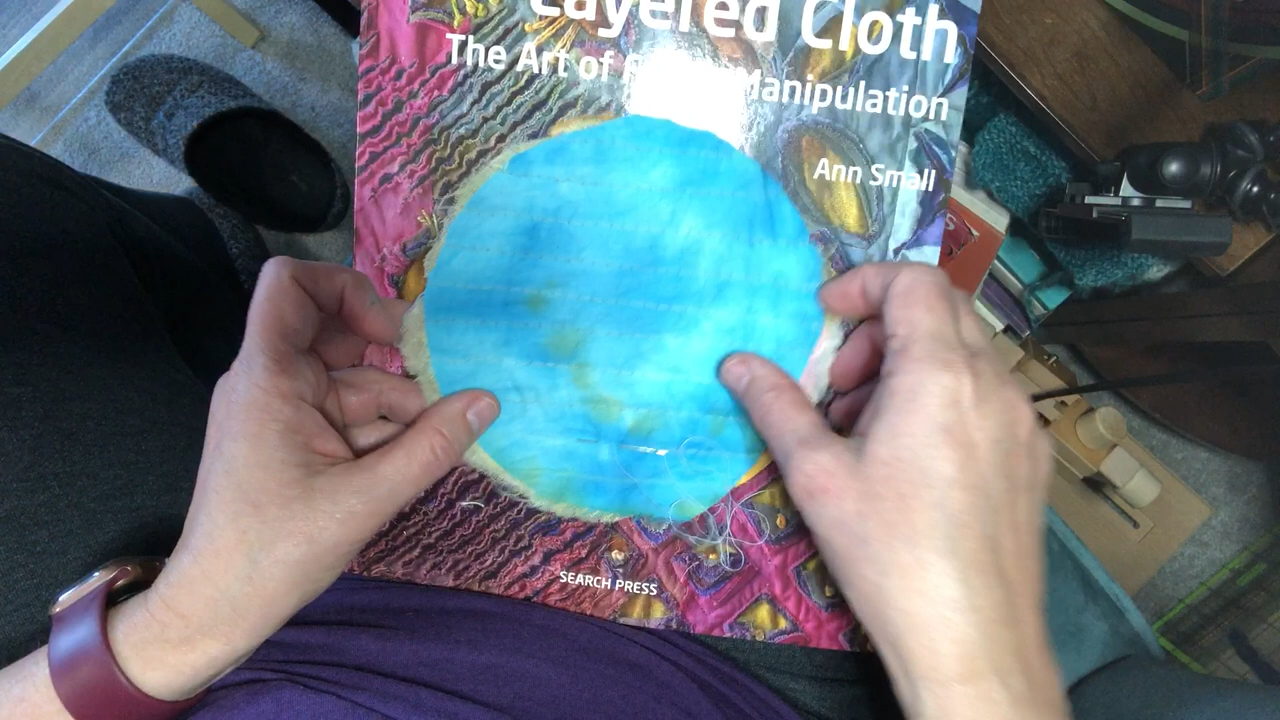 Layered Cloth
The Art of Manipulation
Ann Small
SEARCH PRESS